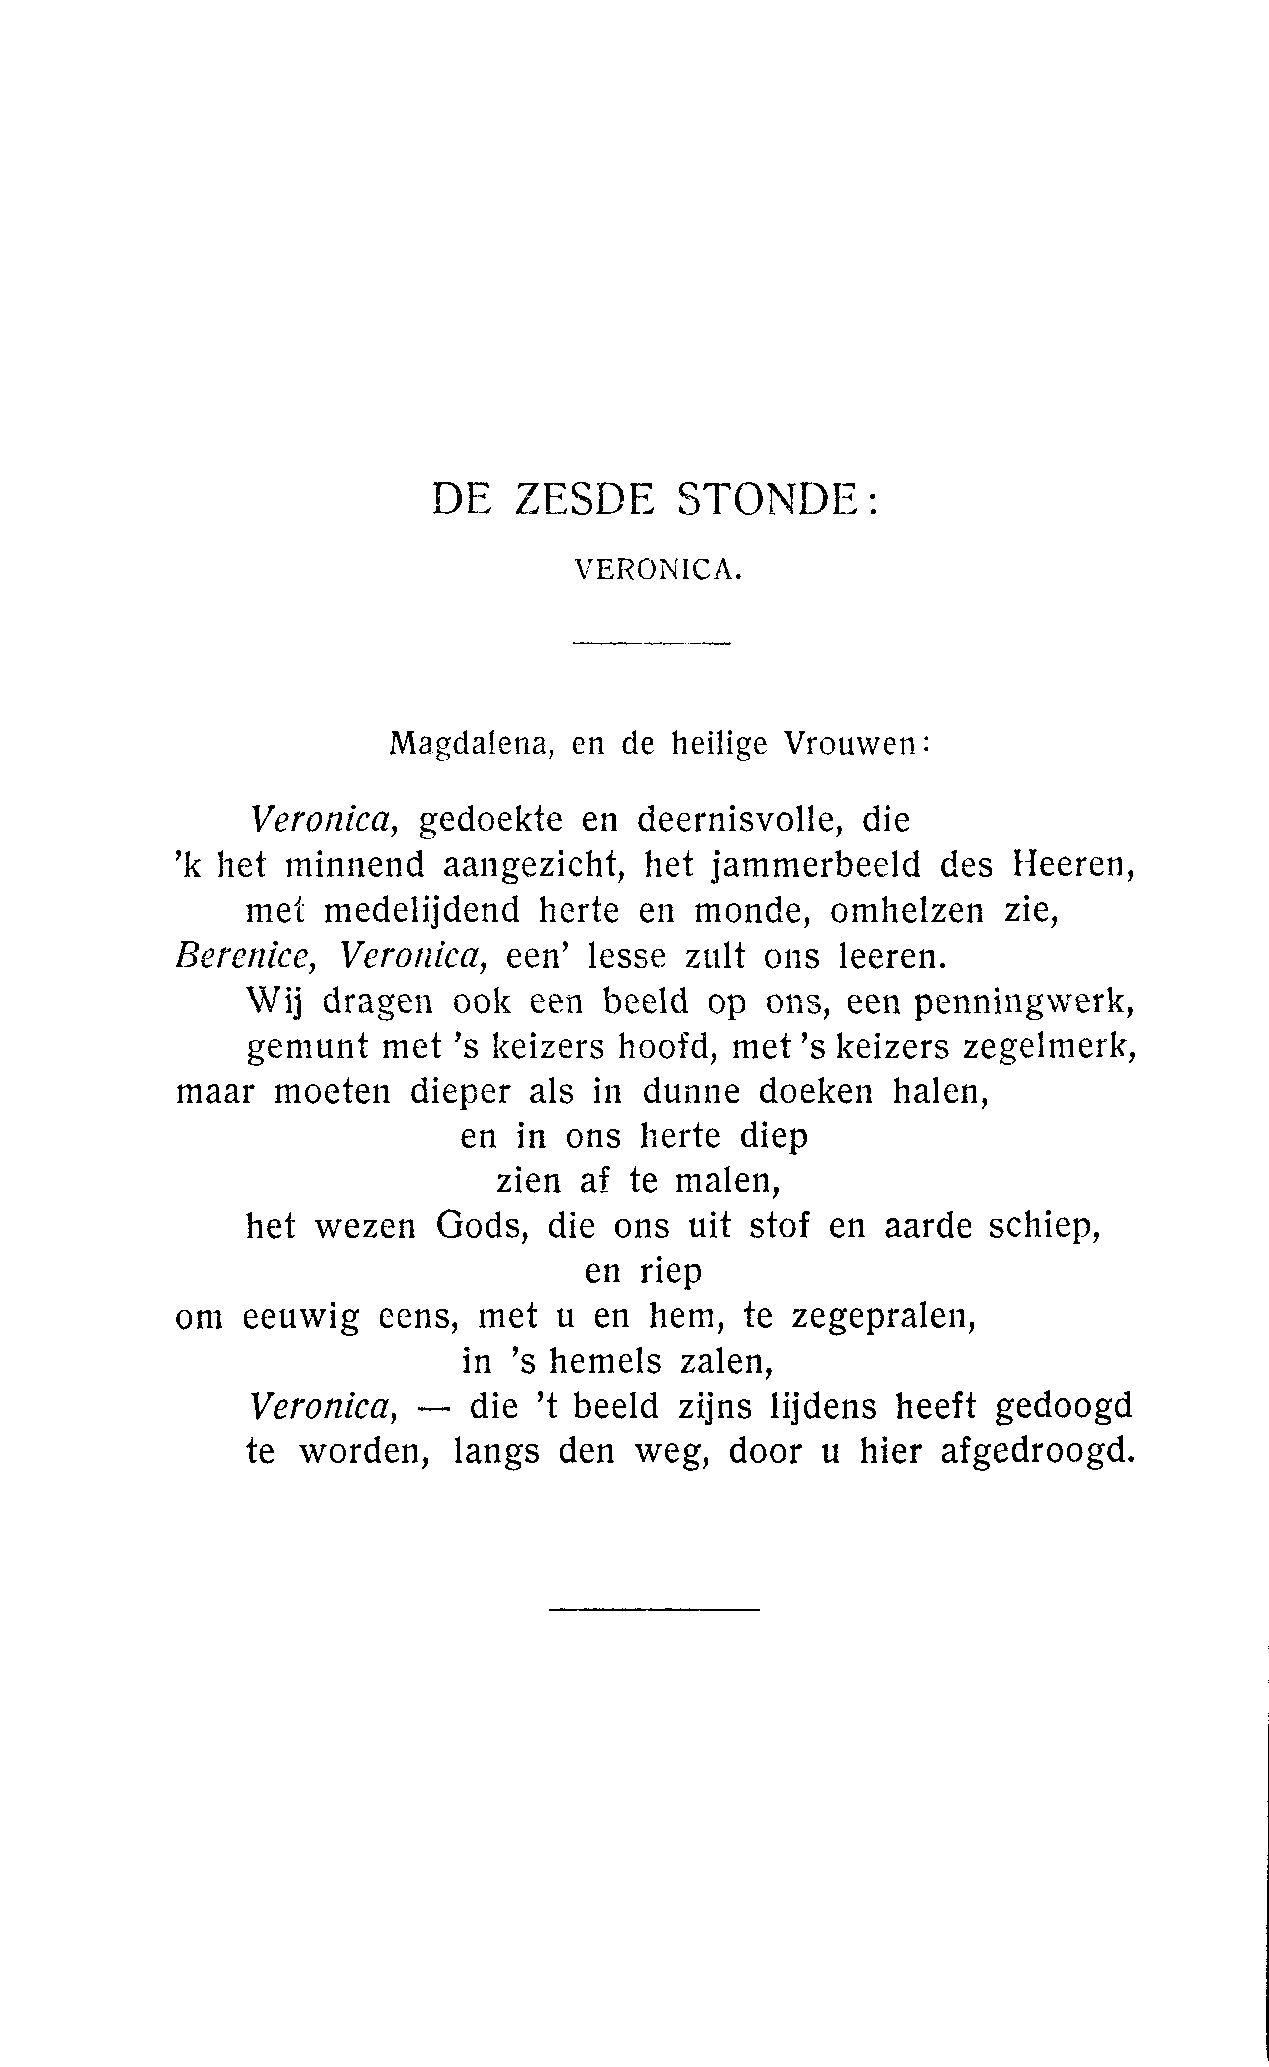 DE ZESDE STONDE:
VERONICA.
Magdalena, en de heilige Vrouwen:
Veronica, gedoekte en deernisvolle, die
'k het minnend aangezicht, het jammerbeeld des Heeren,
met medelijdend herte en monde, omhelzen zie,
Berenice, Veronica, een' lesse zult ons leeren.
Wij dragen ook een beeld op ons, een penningwerk,
gemunt met 's keizers hoofd, met 's keizers zegelmerk,
maar moeten dieper als in dunne doeken halen,
en in ons herte diep
zien af te malen,
het wezen Gods, die ons uit stof en aarde schiep,
en riep
om eeuwig eens, met u en hem, te zegepralen,
in 's hemels zalen,
Veronica, — die 't beeld zijns lijdens heeft gedoogd
te worden, langs den weg, door u hier afgedroogd.